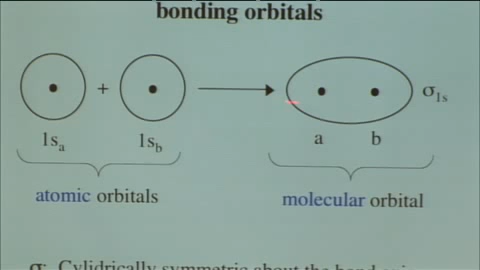 bonding orbitals
+
σ1s
1sa
1sb
a
b
atomic orbitals
molecular orbital
σ: Cylidrically symmetric about the bond axis